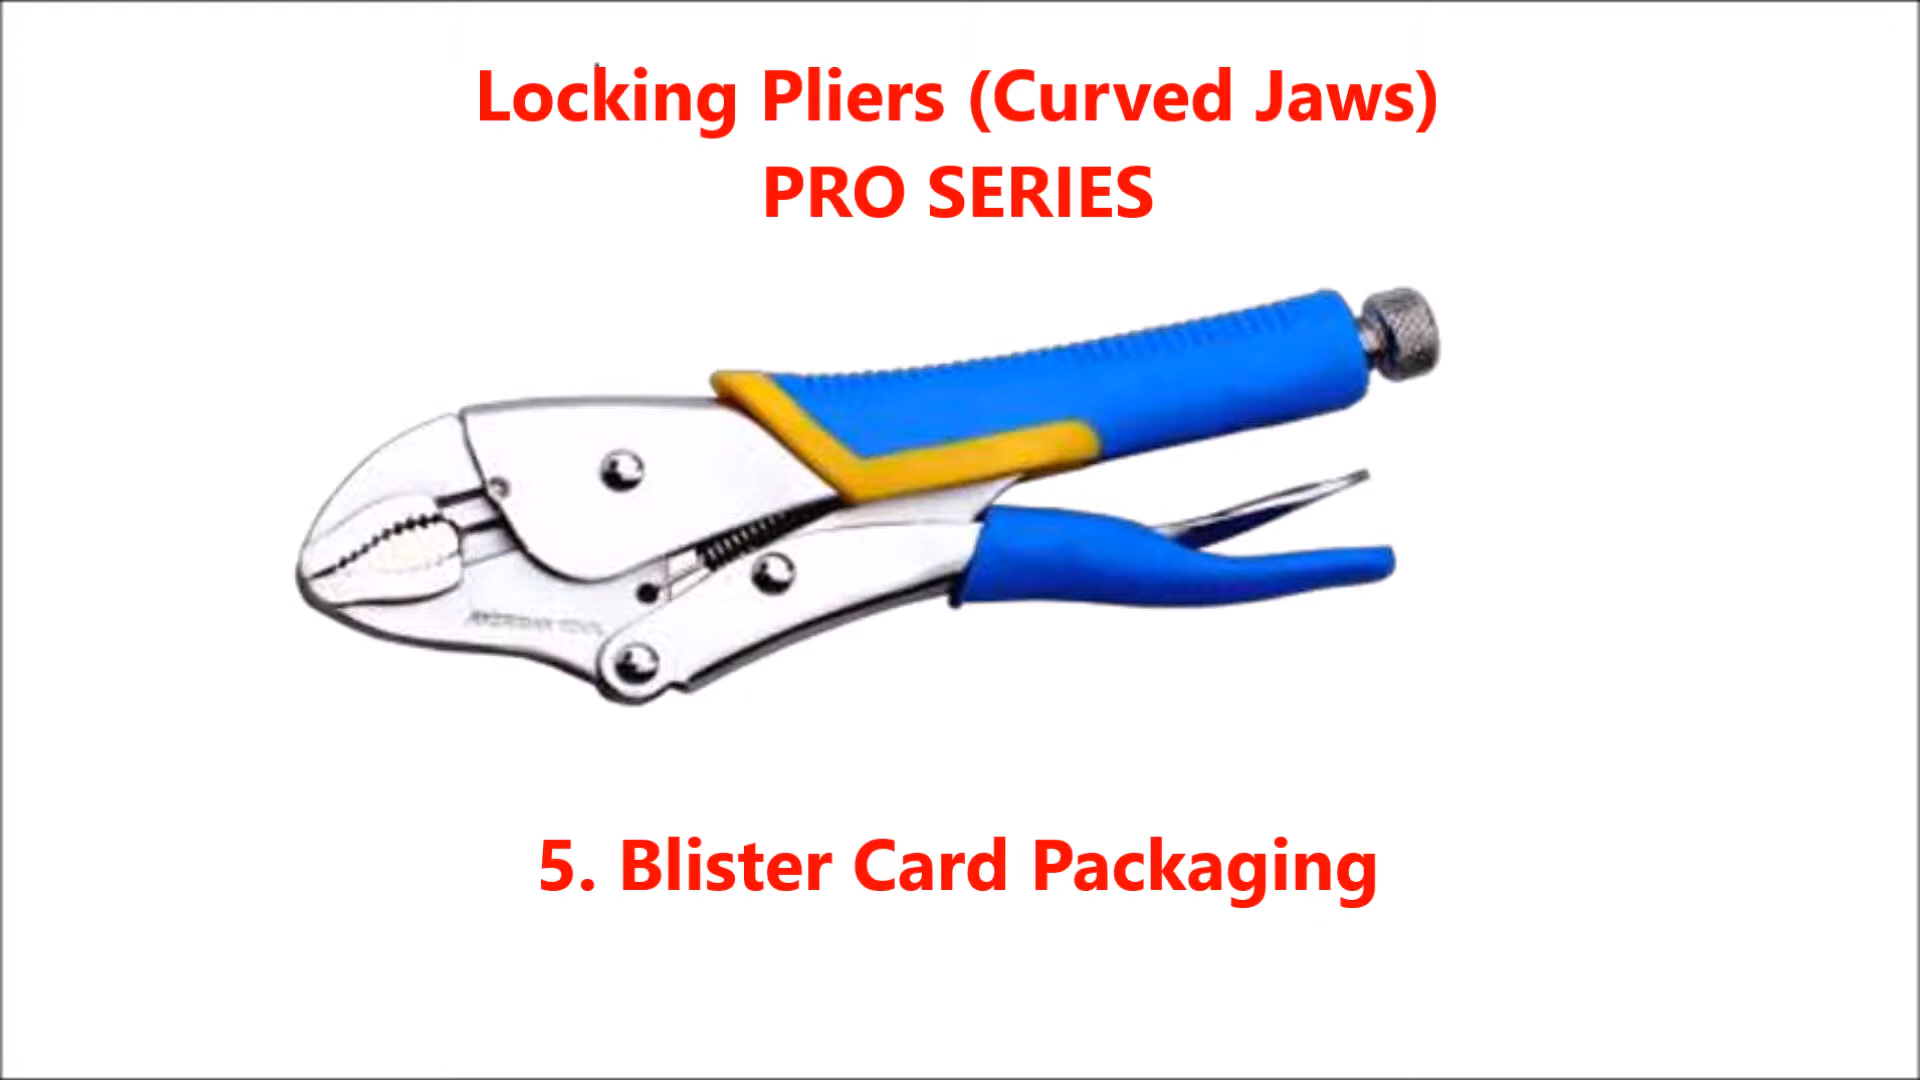 Locking Pliers (Curved Jaws)
PRO SERIES
5. Blister Card Packaging